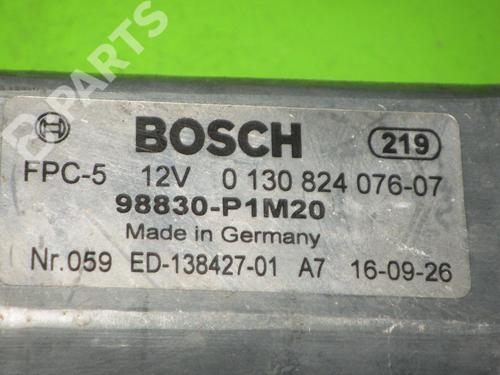 B-PARTS
BOSCH 219
FPC-5 12V 0 130 824 076-07
98830-P1M20
Made in Germany
Nr.059 ED-138427-01 A7 16-09-26